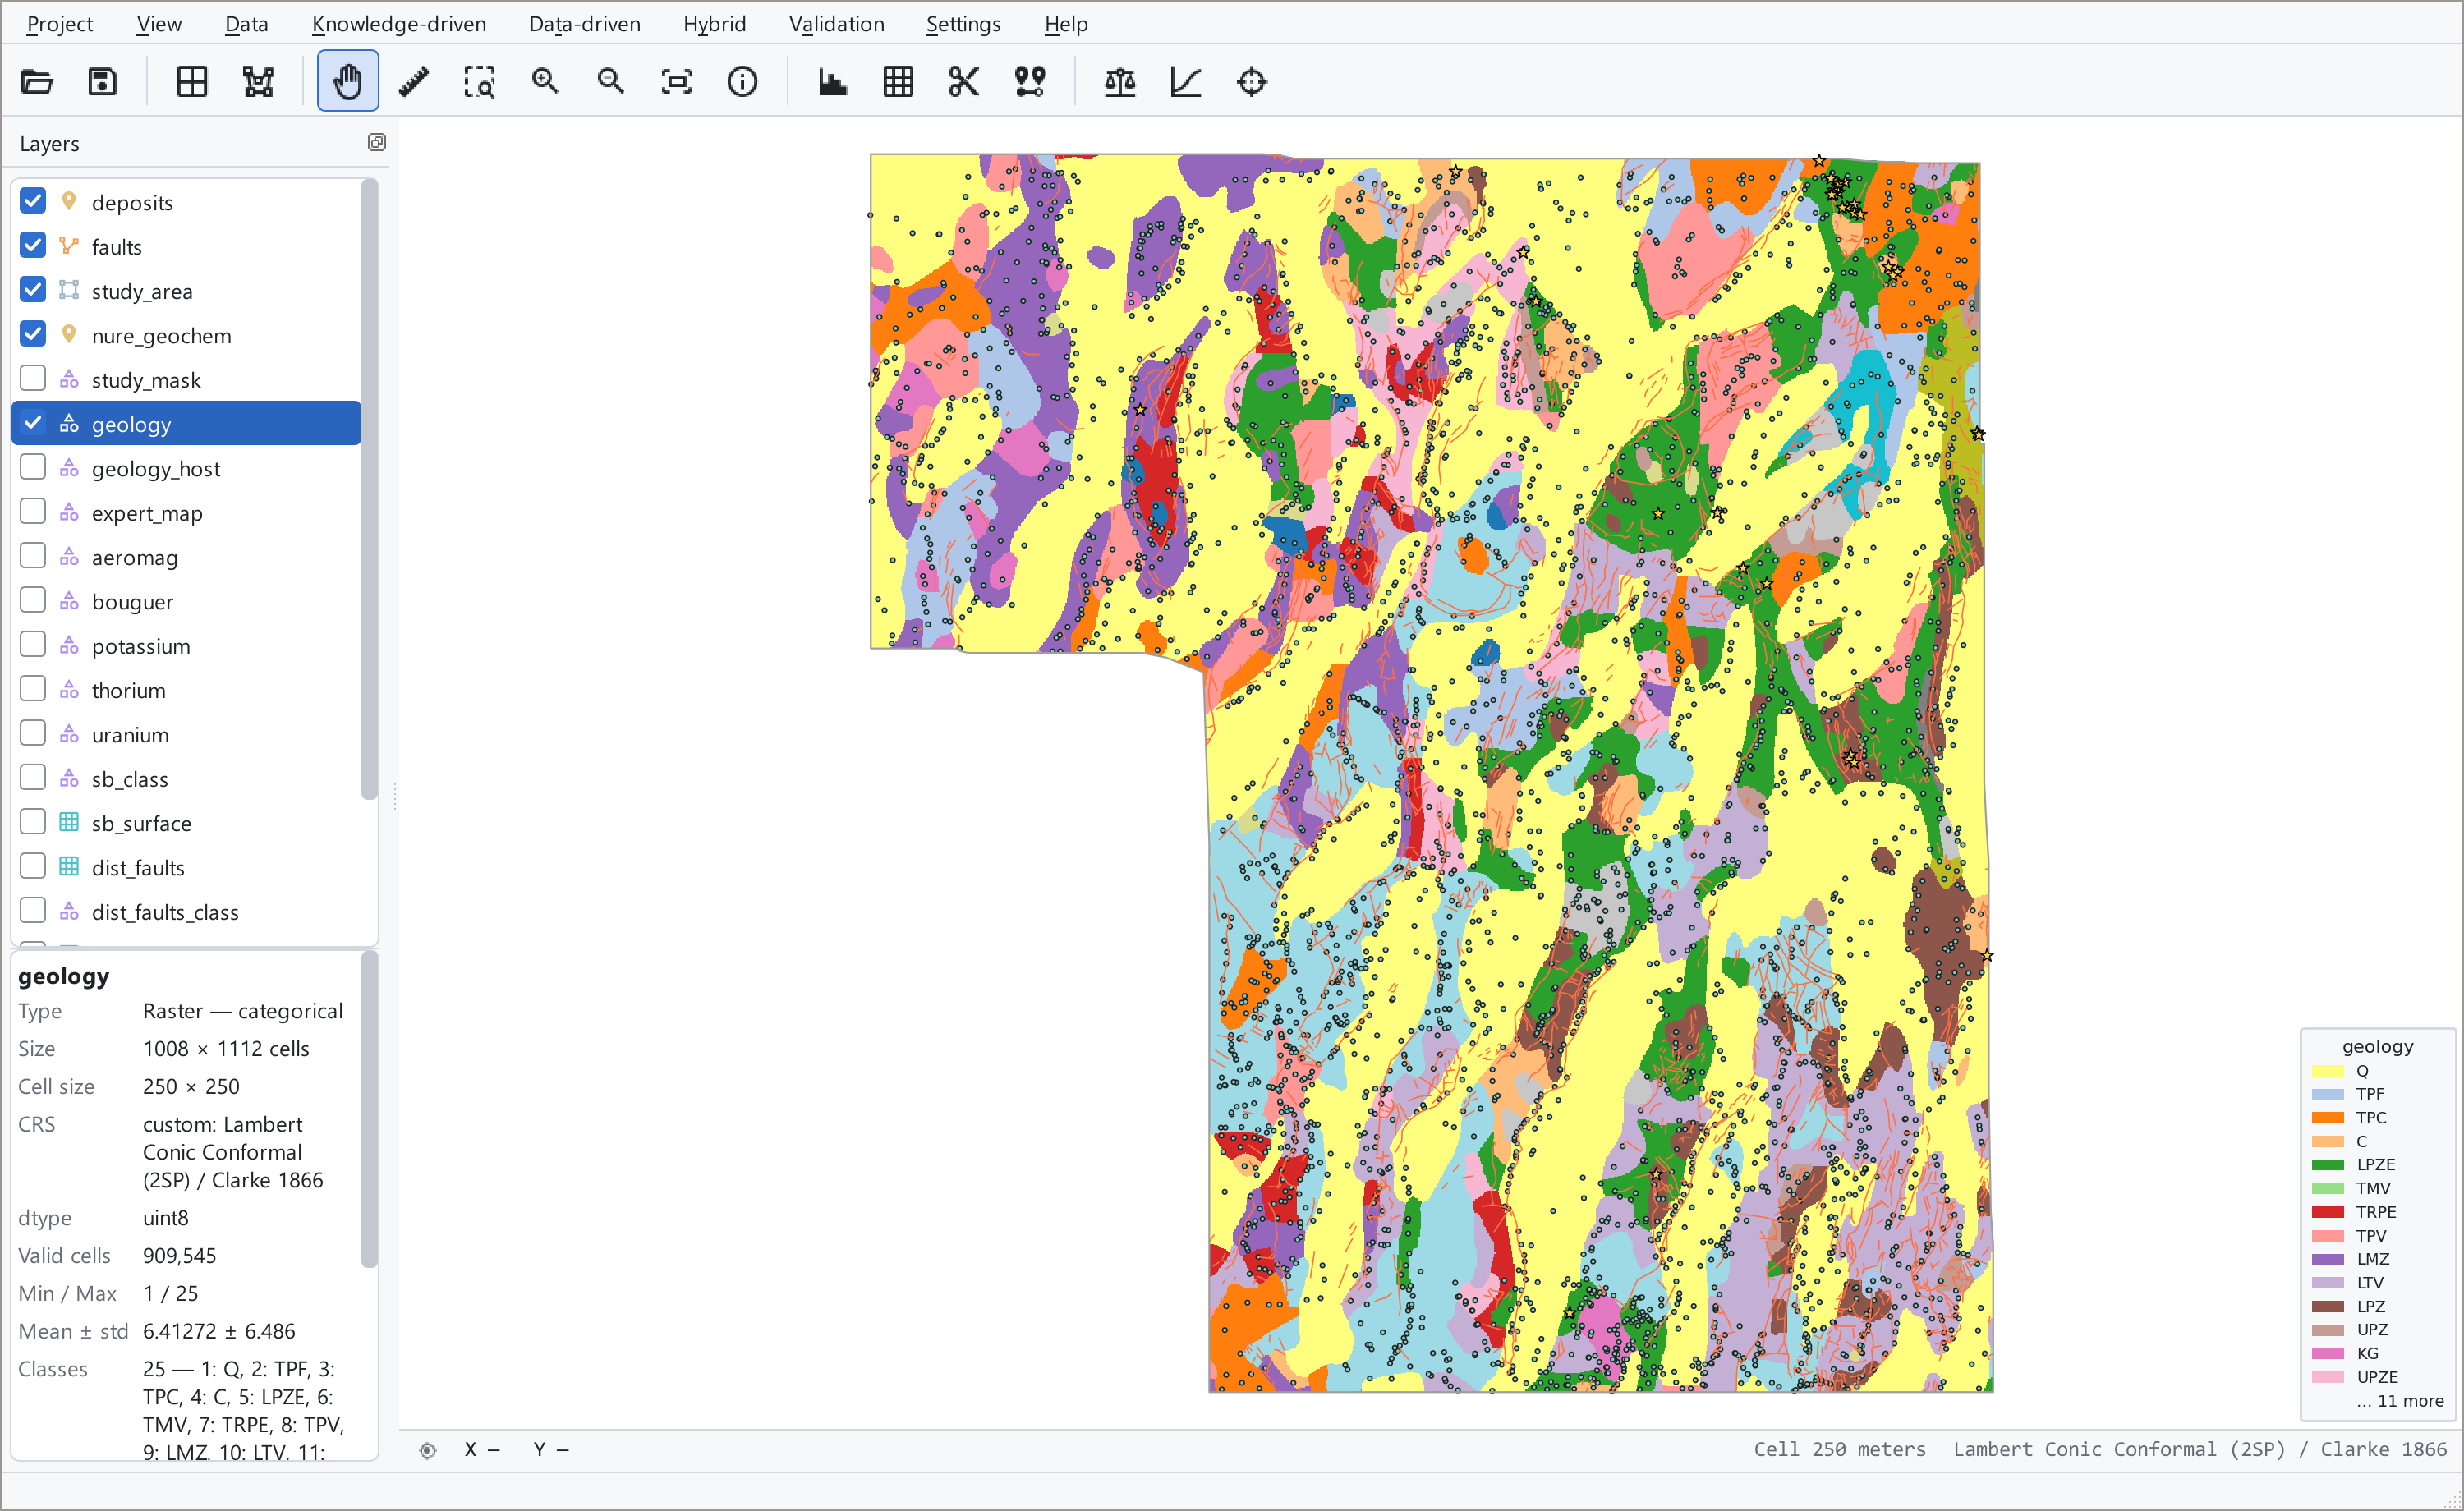 Project View Data Knowledge-driven Data-driven Hybrid Validation Settings Help
Layers
deposits
faults
study_area
nure_geochem
study_mask
geology
geology_host
expert_map
aeromag
bouguer
potassium
thorium
uranium
sb_class
sb_surface
dist_faults
dist_faults_class
geology
Type Raster — categorical
Size 1008 × 1112 cells
Cell size 250 × 250
CRS custom: Lambert
Conic Conformal
(2SP) / Clarke 1866
dtype uint8
Valid cells 909,545
Min / Max 1 / 25
Mean ± std 6.41272 ± 6.486
Classes 25 — 1: Q, 2: TPF, 3:
TPC, 4: C, 5: LPZE, 6:
TMV, 7: TRPE, 8: TPV,
9: LMZ, 10: LTV, 11:
geology
Q
TPF
TPC
C
LPZE
TMV
TRPE
TPV
LMZ
LTV
LPZ
UPZ
KG
UPZE
... 11 more
X — Y — Cell 250 meters Lambert Conic Conformal (2SP) / Clarke 1866